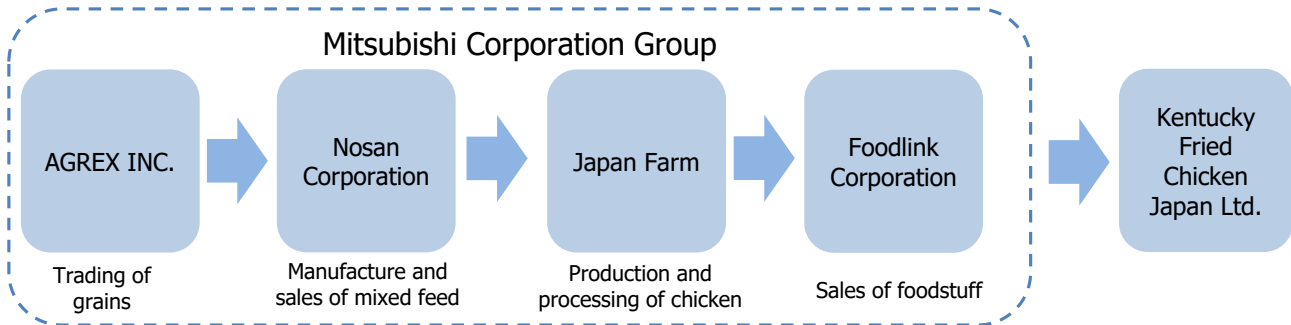 Mitsubishi Corporation Group
AGREX INC.
Nosan
Corporation
Japan Farm
Foodlink
Corporation
Kentucky
Fried
Chicken
Japan Ltd.
Trading of
grains
Manufacture and
sales of mixed feed
Production and
processing of chicken
Sales of foodstuff